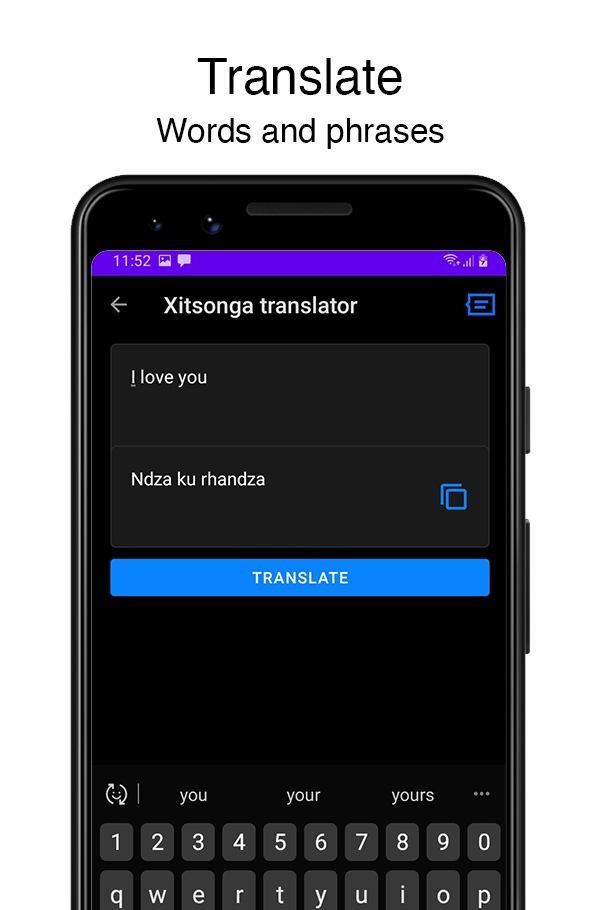 Translate
Words and phrases
11:52
Xitsonga translator
I love you
Ndza ku rhandza
TRANSLATE
you your yours
1 2 3 4 5 6 7 8 9 0
q w e r t y u i o p